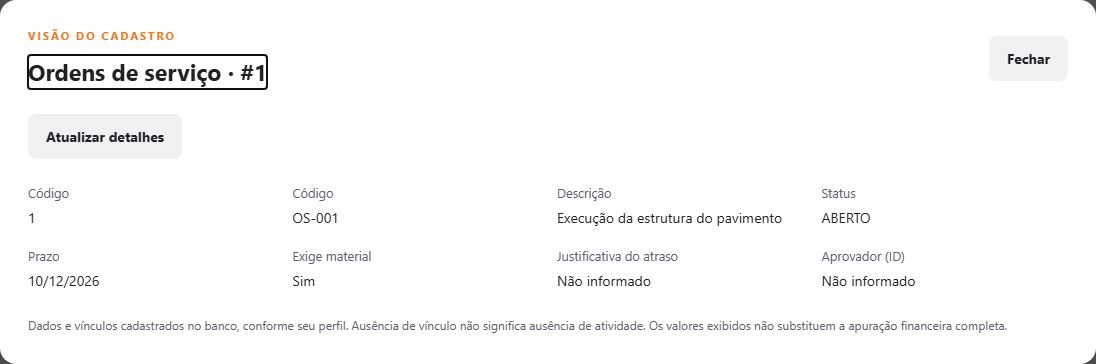 VISÃO DO CADASTRO
Ordens de serviço · #1
Fechar
Atualizar detalhes
Código
Código
Descrição
Status
1
OS-001
Execução da estrutura do pavimento
ABERTO
Prazo
Exige material
Justificativa do atraso
Aprovador (ID)
10/12/2026
Sim
Não informado
Não informado
Dados e vínculos cadastrados no banco, conforme seu perfil. Ausência de vínculo não significa ausência de atividade. Os valores exibidos não substituem a apuração financeira completa.